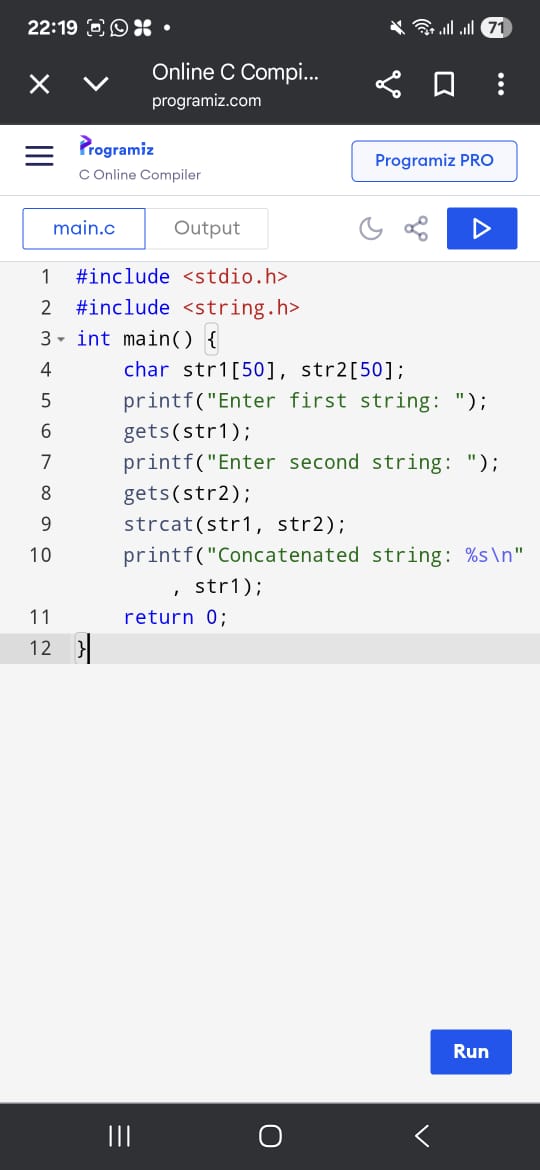 22:19
71
Online C Compi...
programiz.com
Programiz
C Online Compiler
Programiz PRO
main.c
Output
1 #include <stdio.h>
2 #include <string.h>
3 int main() {
4     char str1[50], str2[50];
5     printf("Enter first string: ");
6     gets(str1);
7     printf("Enter second string: ");
8     gets(str2);
9     strcat(str1, str2);
10     printf("Concatenated string: %s\n"
        , str1);
11     return 0;
12 }
Run